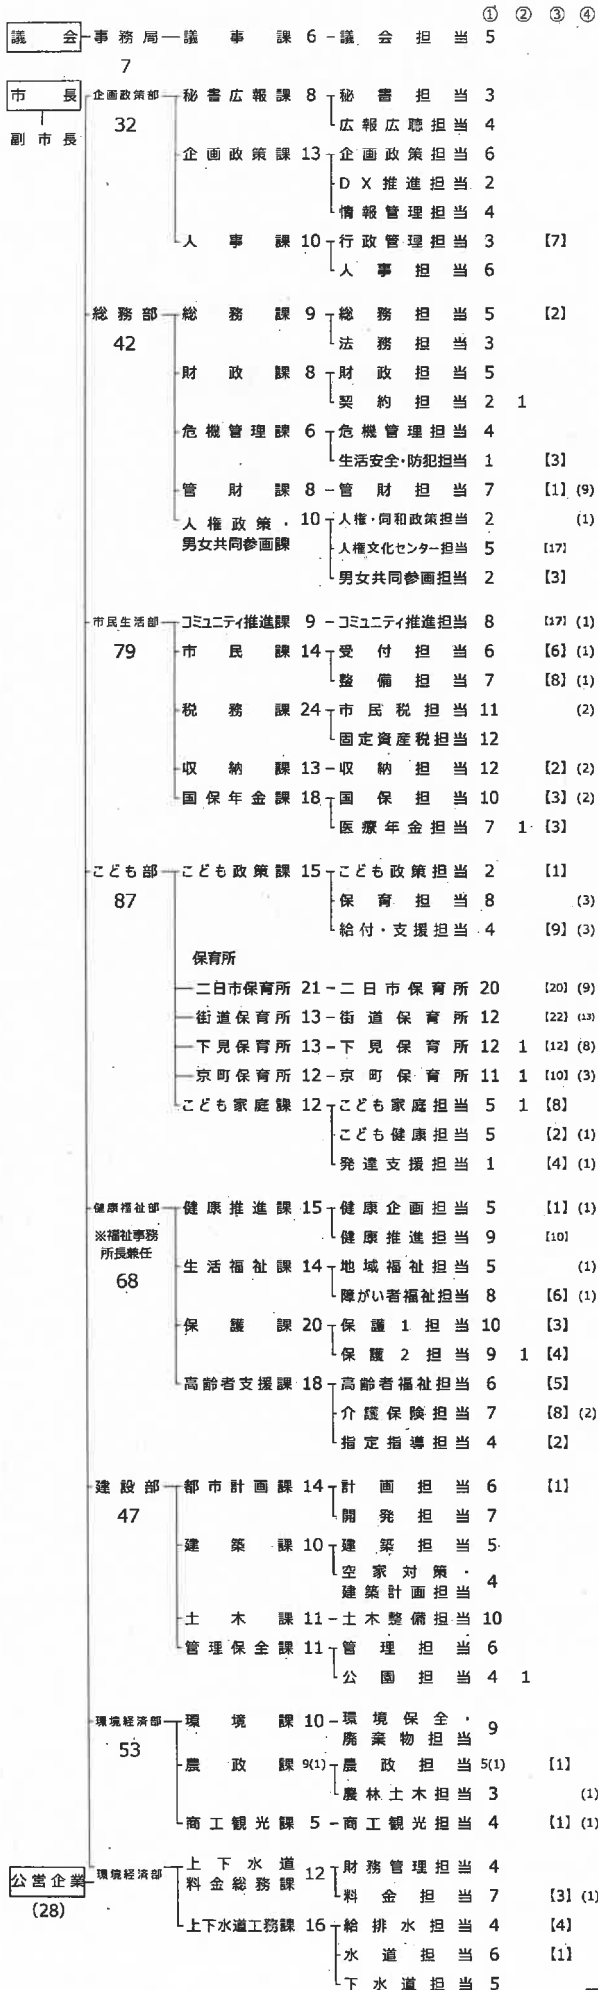 ① ② ③ ④
議会 事務局 議事課 6 議会担当 5
7
市長 企画政策部 秘書広報課 8 秘書担当 3
副市長 32 広報広聴担当 4
企画政策課 13 企画政策担当 6
DX推進担当 2
情報管理担当 4
人事課 10 行政管理担当 3 【7】
人事担当 6
総務部 総務課 9 総務担当 5 【2】
42 法務担当 3
財政課 8 財政担当 5
契約担当 2 1
危機管理課 6 危機管理担当 4
生活安全・防犯担当 1 【3】
管財課 8 管財担当 7 【1】 (9)
人権政策・ 10 人権・同和政策担当 2 (1)
男女共同参画課 人権文化センター担当 5 【17】
男女共同参画担当 2 【3】
市民生活部 コミュニティ推進課 9 コミュニティ推進担当 8 【17】 (1)
79 市民課 14 受付担当 6 【6】 (1)
整備担当 7 【8】 (1)
税務課 24 市民税担当 11 (2)
固定資産税担当 12
収納課 13 収納担当 12 【2】 (2)
国保年金課 18 国保担当 10 【3】 (2)
医療年金担当 7 1 【3】
こども部 こども政策課 15 こども政策担当 2 【1】
87 保育担当 8 (3)
給付・支援担当 4 【9】 (3)
保育所
二日市保育所 21 二日市保育所 20 【20】 (9)
街道保育所 13 街道保育所 12 【22】 (13)
下見保育所 13 下見保育所 12 1 【12】 (8)
京町保育所 12 京町保育所 11 1 【10】 (3)
こども家庭課 12 こども家庭担当 5 1 【8】
こども健康担当 5 【2】 (1)
発達支援担当 1 【4】 (1)
健康福祉部 健康推進課 15 健康企画担当 5 【1】 (1)
※福祉事務 健康推進担当 9 【10】
所長兼任 生活福祉課 14 地域福祉担当 5 (1)
68 障がい者福祉担当 8 【6】 (1)
保護課 20 保護1担当 10 【3】
保護2担当 9 1 【4】
高齢者支援課 18 高齢者福祉担当 6 【5】
介護保険担当 7 【8】 (2)
指定指導担当 4 【2】
建設部 都市計画課 14 計画担当 6 【1】
47 開発担当 7
建築課 10 建築担当 5
空家対策・
建築計画担当 4
土木課 11 土木整備担当 10
管理保全課 11 管理担当 6
公園担当 4 1
環境経済部 環境課 10 環境保全・
53 廃棄物担当 9
農政課 9(1) 農政担当 5(1) 【1】
農林土木担当 3 (1)
商工観光課 5 商工観光担当 4 【1】 (1)
公営企業 環境経済部 上下水道 12 財務管理担当 4
(28) 料金総務課 料金担当 7 【3】 (1)
上下水道工務課 16 給排水担当 4 【4】
水道担当 6 【1】
下水道担当 5